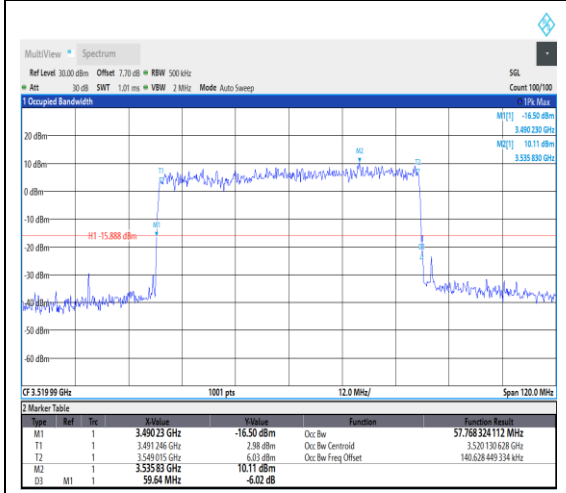 MultiView Spectrum
Ref Level 30.00 dBm Offset 7.70 dB RBW 500 kHz SGL
Att 30 dB SWT 1.01 ms VBW 2 MHz Mode Auto Sweep Count 100/100
1 Occupied Bandwidth 1Pk Max
M1[1] -16.50 dBm
3.490 230 GHz
M2[1] 10.11 dBm
3.535 830 GHz
20 dBm
M2
T1
T2
10 dBm
0 dBm
-10 dBm
M1
H1 -15.888 dBm
-20 dBm
D3
-30 dBm
-40 dBm
-50 dBm
-60 dBm
CF 3.519 99 GHz 1001 pts 12.0 MHz/ Span 120.0 MHz
2 Marker Table
Type Ref Trc X-Value Y-Value Function Function Result
M1 1 3.490 23 GHz -16.50 dBm Occ Bw 57.768 324 112 MHz
T1 1 3.491 246 GHz 2.98 dBm Occ Bw Centroid 3.520 130 628 GHz
T2 1 3.549 015 GHz 6.03 dBm Occ Bw Freq Offset 140.628 449 334 kHz
M2 1 3.535 83 GHz 10.11 dBm
D3 M1 1 59.64 MHz -6.02 dB